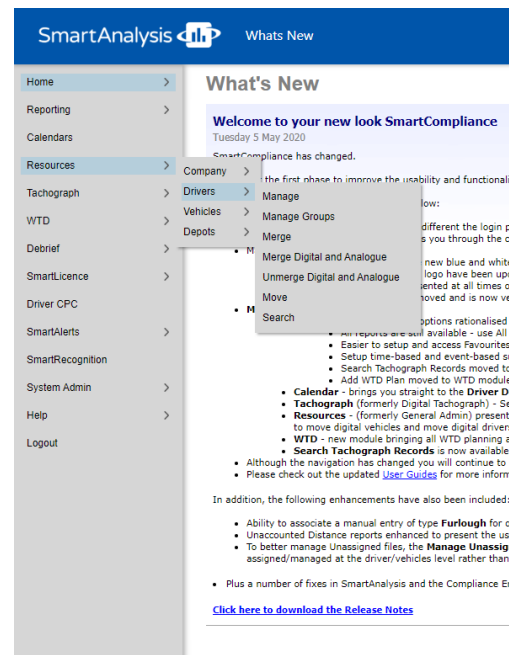 SmartAnalysis
Whats New
Home
Reporting
Calendars
Resources
Tachograph
WTD
Debrief
SmartLicence
Driver CPC
SmartAlerts
SmartRecognition
System Admin
Help
Logout
Company
Drivers
Vehicles
Depots
Manage
Manage Groups
Merge
Merge Digital and Analogue
Unmerge Digital and Analogue
Move
Search
What's New
Welcome to your new look SmartCompliance
Tuesday 5 May 2020
SmartCompliance has changed.
the first phase to improve the usability and functionali
low:
different the login p
s you through the c
M
new blue and white
logo have been upd
sented at all times o
noved and is now ve
M
options rationalised
All reports are still available - use All
Easier to setup and access Favourites
Setup time-based and event-based su
Search Tachograph Records moved to
Add WTD Plan moved to WTD module
Calendar - brings you straight to the Driver D
Tachograph (formerly Digital Tachograph) - Se
Resources - (formerly General Admin) present
to move digital vehicles and move digital driver
WTD - new module bringing all WTD planning a
Search Tachograph Records is now available
Although the navigation has changed you will continue to
Please check out the updated User Guides for more inform
In addition, the following enhancements have also been included:
Ability to associate a manual entry of type Furlough for d
Unaccounted Distance reports enhanced to present the us
To better manage Unassigned files, the Manage Unassig
assigned/managed at the driver/vehicles level rather than
Plus a number of fixes in SmartAnalysis and the Compliance E
Click here to download the Release Notes